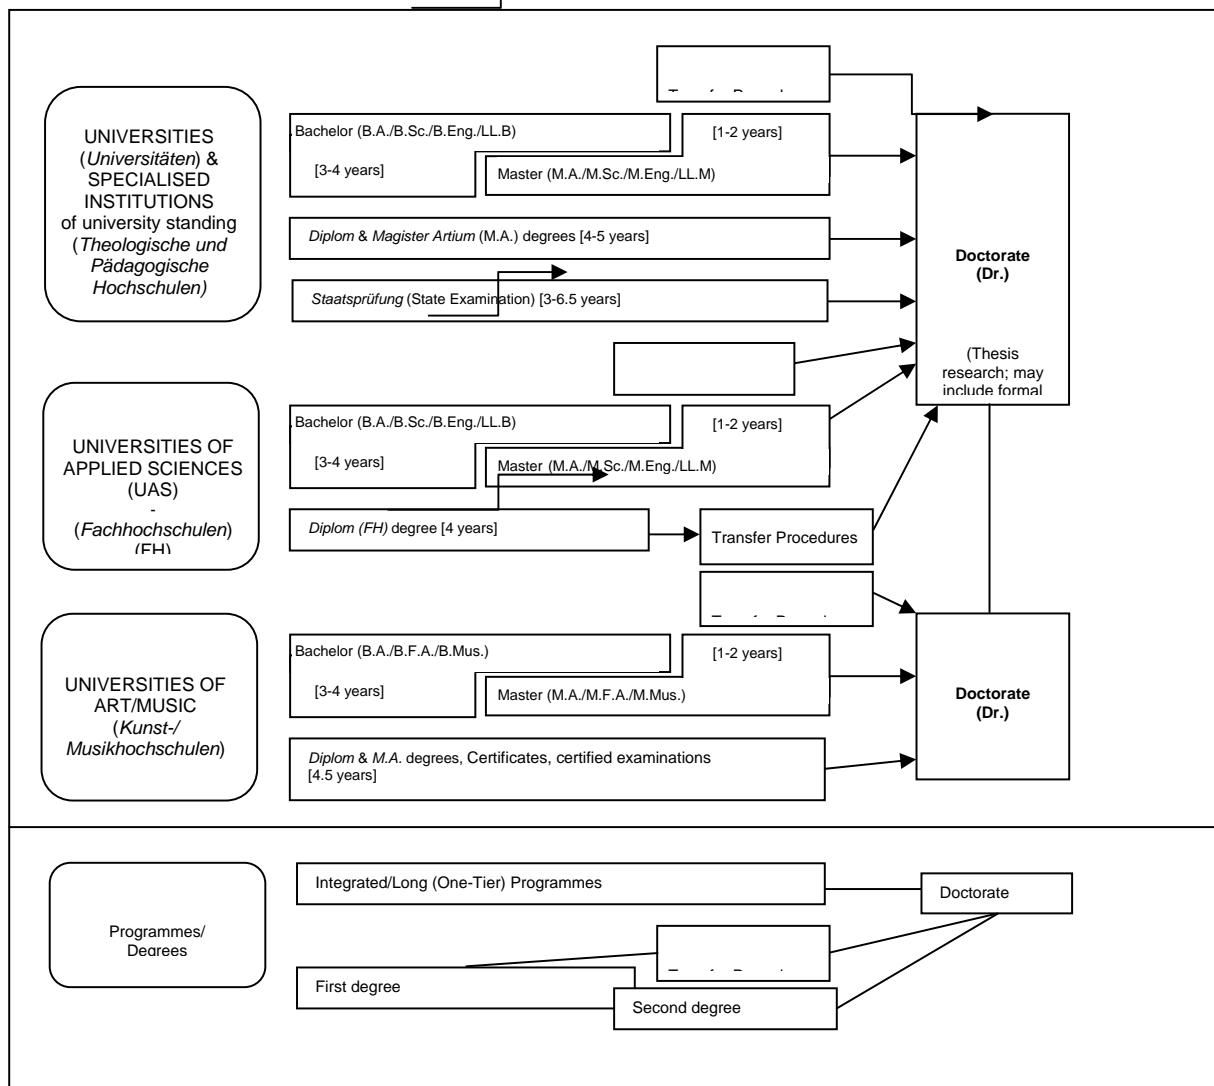 UNIVERSITIES
(Universitäten) &
SPECIALISED
INSTITUTIONS
of university standing
(Theologische und
Pädagogische
Hochschulen)
Bachelor (B.A./B.Sc./B.Eng./LL.B)
[3-4 years]
[1-2 years]
Master (M.A./M.Sc./M.Eng./LL.M)
Diplom & Magister Artium (M.A.) degrees [4-5 years]
Staatsprüfung (State Examination) [3-6.5 years]
Doctorate
(Dr.)
(Thesis
research; may
include formal
UNIVERSITIES OF
APPLIED SCIENCES
(UAS)
-
(Fachhochschulen)
(FH)
Bachelor (B.A./B.Sc./B.Eng./LL.B)
[3-4 years]
[1-2 years]
Master (M.A./M.Sc./M.Eng./LL.M)
Diplom (FH) degree [4 years]
Transfer Procedures
UNIVERSITIES OF
ART/MUSIC
(Kunst-/
Musikhochschulen)
Bachelor (B.A./B.F.A./B.Mus.)
[3-4 years]
[1-2 years]
Master (M.A./M.F.A./M.Mus.)
Diplom & M.A. degrees, Certificates, certified examinations
[4.5 years]
Doctorate
(Dr.)
Programmes/
Degrees
Integrated/Long (One-Tier) Programmes
Doctorate
First degree
Second degree